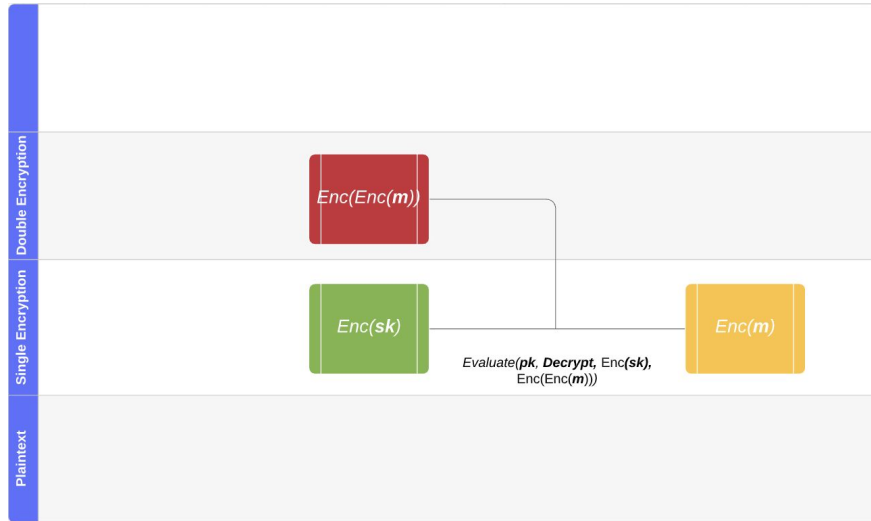 Double Encryption
Enc(Enc(m))
Single Encryption
Enc(sk)
Enc(m)
Evaluate(pk, Decrypt, Enc(sk),
Enc(Enc(m)))
Plaintext